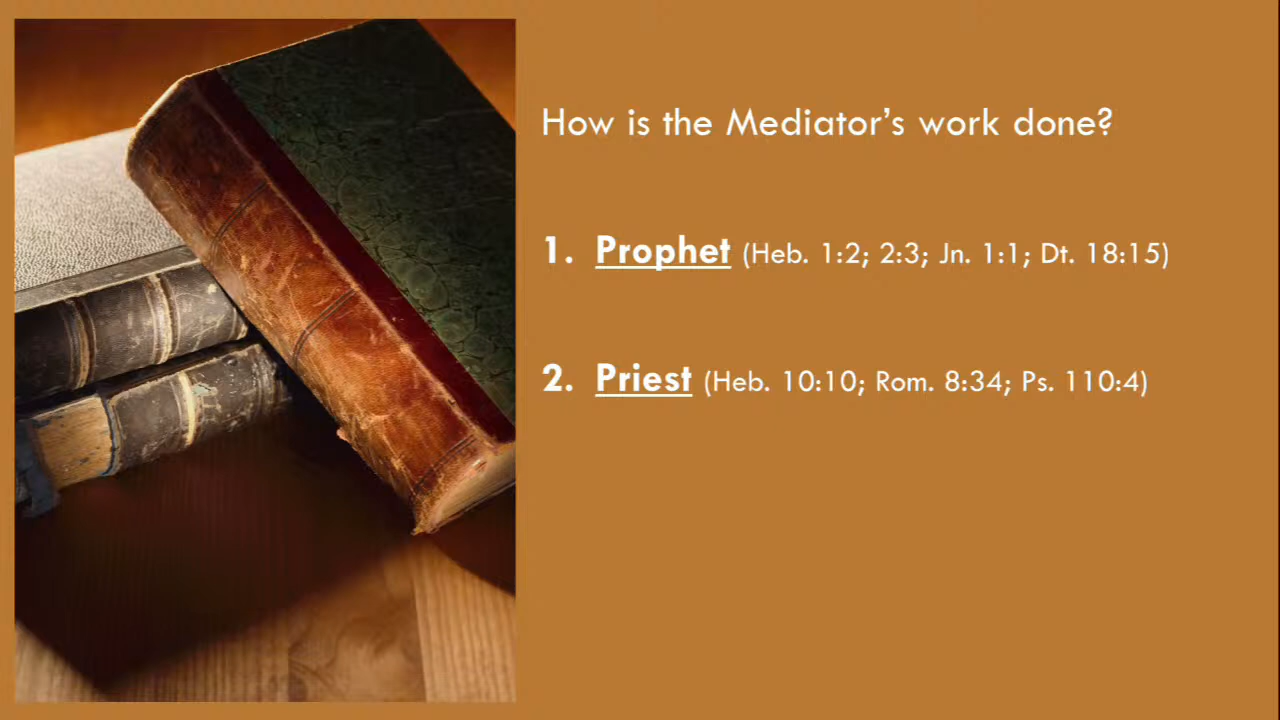 How is the Mediator’s work done?
1. Prophet (Heb. 1:2; 2:3; Jn. 1:1; Dt. 18:15)
2. Priest (Heb. 10:10; Rom. 8:34; Ps. 110:4)